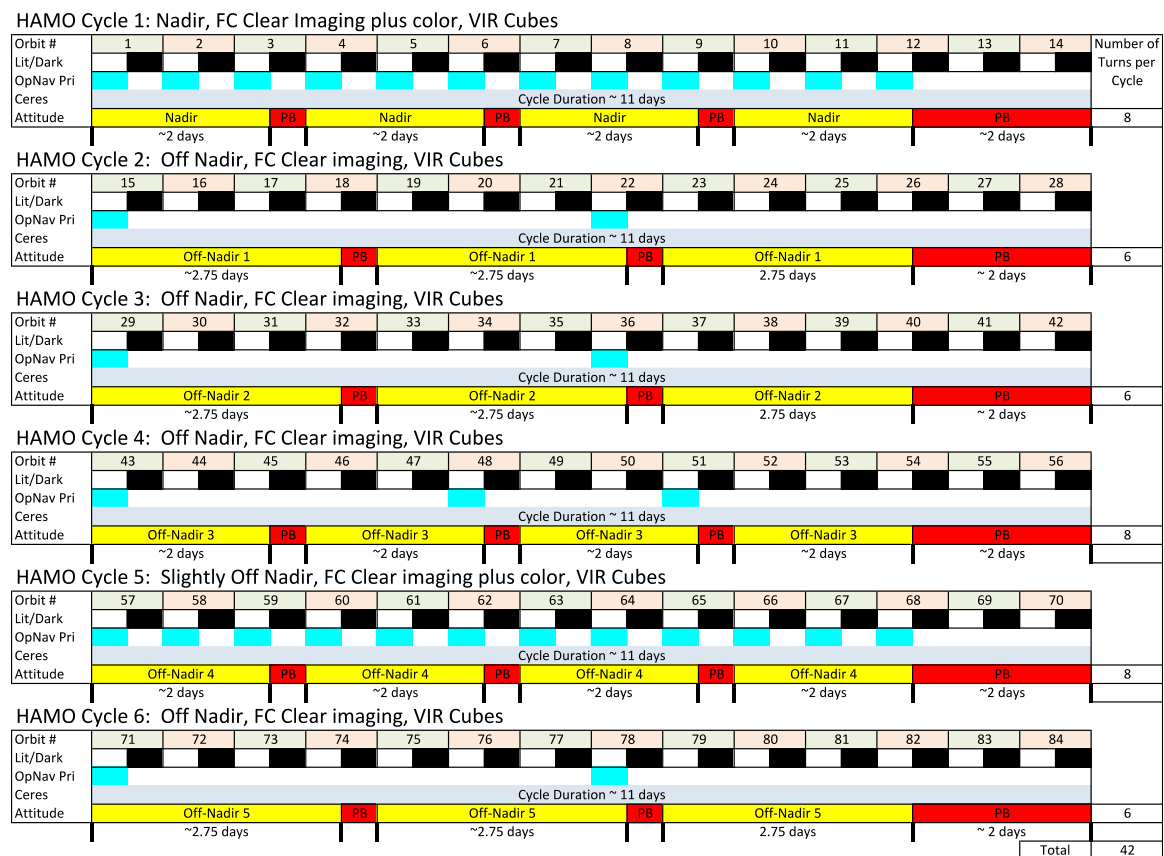 HAMO Cycle 1: Nadir, FC Clear Imaging plus color, VIR Cubes
Orbit # 1 2 3 4 5 6 7 8 9 10 11 12 13 14 Number of Turns per Cycle
Lit/Dark
OpNav Pri
Ceres Cycle Duration ~ 11 days
Attitude Nadir PB Nadir PB Nadir PB Nadir PB 8
~2 days ~2 days ~2 days ~2 days ~2 days
HAMO Cycle 2: Off Nadir, FC Clear imaging, VIR Cubes
Orbit # 15 16 17 18 19 20 21 22 23 24 25 26 27 28
Lit/Dark
OpNav Pri
Ceres Cycle Duration ~ 11 days
Attitude Off-Nadir 1 PB Off-Nadir 1 PB Off-Nadir 1 PB 6
~2.75 days ~2.75 days 2.75 days ~ 2 days
HAMO Cycle 3: Off Nadir, FC Clear imaging, VIR Cubes
Orbit # 29 30 31 32 33 34 35 36 37 38 39 40 41 42
Lit/Dark
OpNav Pri
Ceres Cycle Duration ~ 11 days
Attitude Off-Nadir 2 PB Off-Nadir 2 PB Off-Nadir 2 PB 6
~2.75 days ~2.75 days 2.75 days ~ 2 days
HAMO Cycle 4: Off Nadir, FC Clear imaging, VIR Cubes
Orbit # 43 44 45 46 47 48 49 50 51 52 53 54 55 56
Lit/Dark
OpNav Pri
Ceres Cycle Duration ~ 11 days
Attitude Off-Nadir 3 PB Off-Nadir 3 PB Off-Nadir 3 PB Off-Nadir 3 PB 8
~2 days ~2 days ~2 days ~2 days ~2 days
HAMO Cycle 5: Slightly Off Nadir, FC Clear imaging plus color, VIR Cubes
Orbit # 57 58 59 60 61 62 63 64 65 66 67 68 69 70
Lit/Dark
OpNav Pri
Ceres Cycle Duration ~ 11 days
Attitude Off-Nadir 4 PB Off-Nadir 4 PB Off-Nadir 4 PB Off-Nadir 4 PB 8
~2 days ~2 days ~2 days ~2 days ~2 days
HAMO Cycle 6: Off Nadir, FC Clear imaging, VIR Cubes
Orbit # 71 72 73 74 75 76 77 78 79 80 81 82 83 84
Lit/Dark
OpNav Pri
Ceres Cycle Duration ~ 11 days
Attitude Off-Nadir 5 PB Off-Nadir 5 PB Off-Nadir 5 PB 6
~2.75 days ~2.75 days 2.75 days ~ 2 days
Total 42